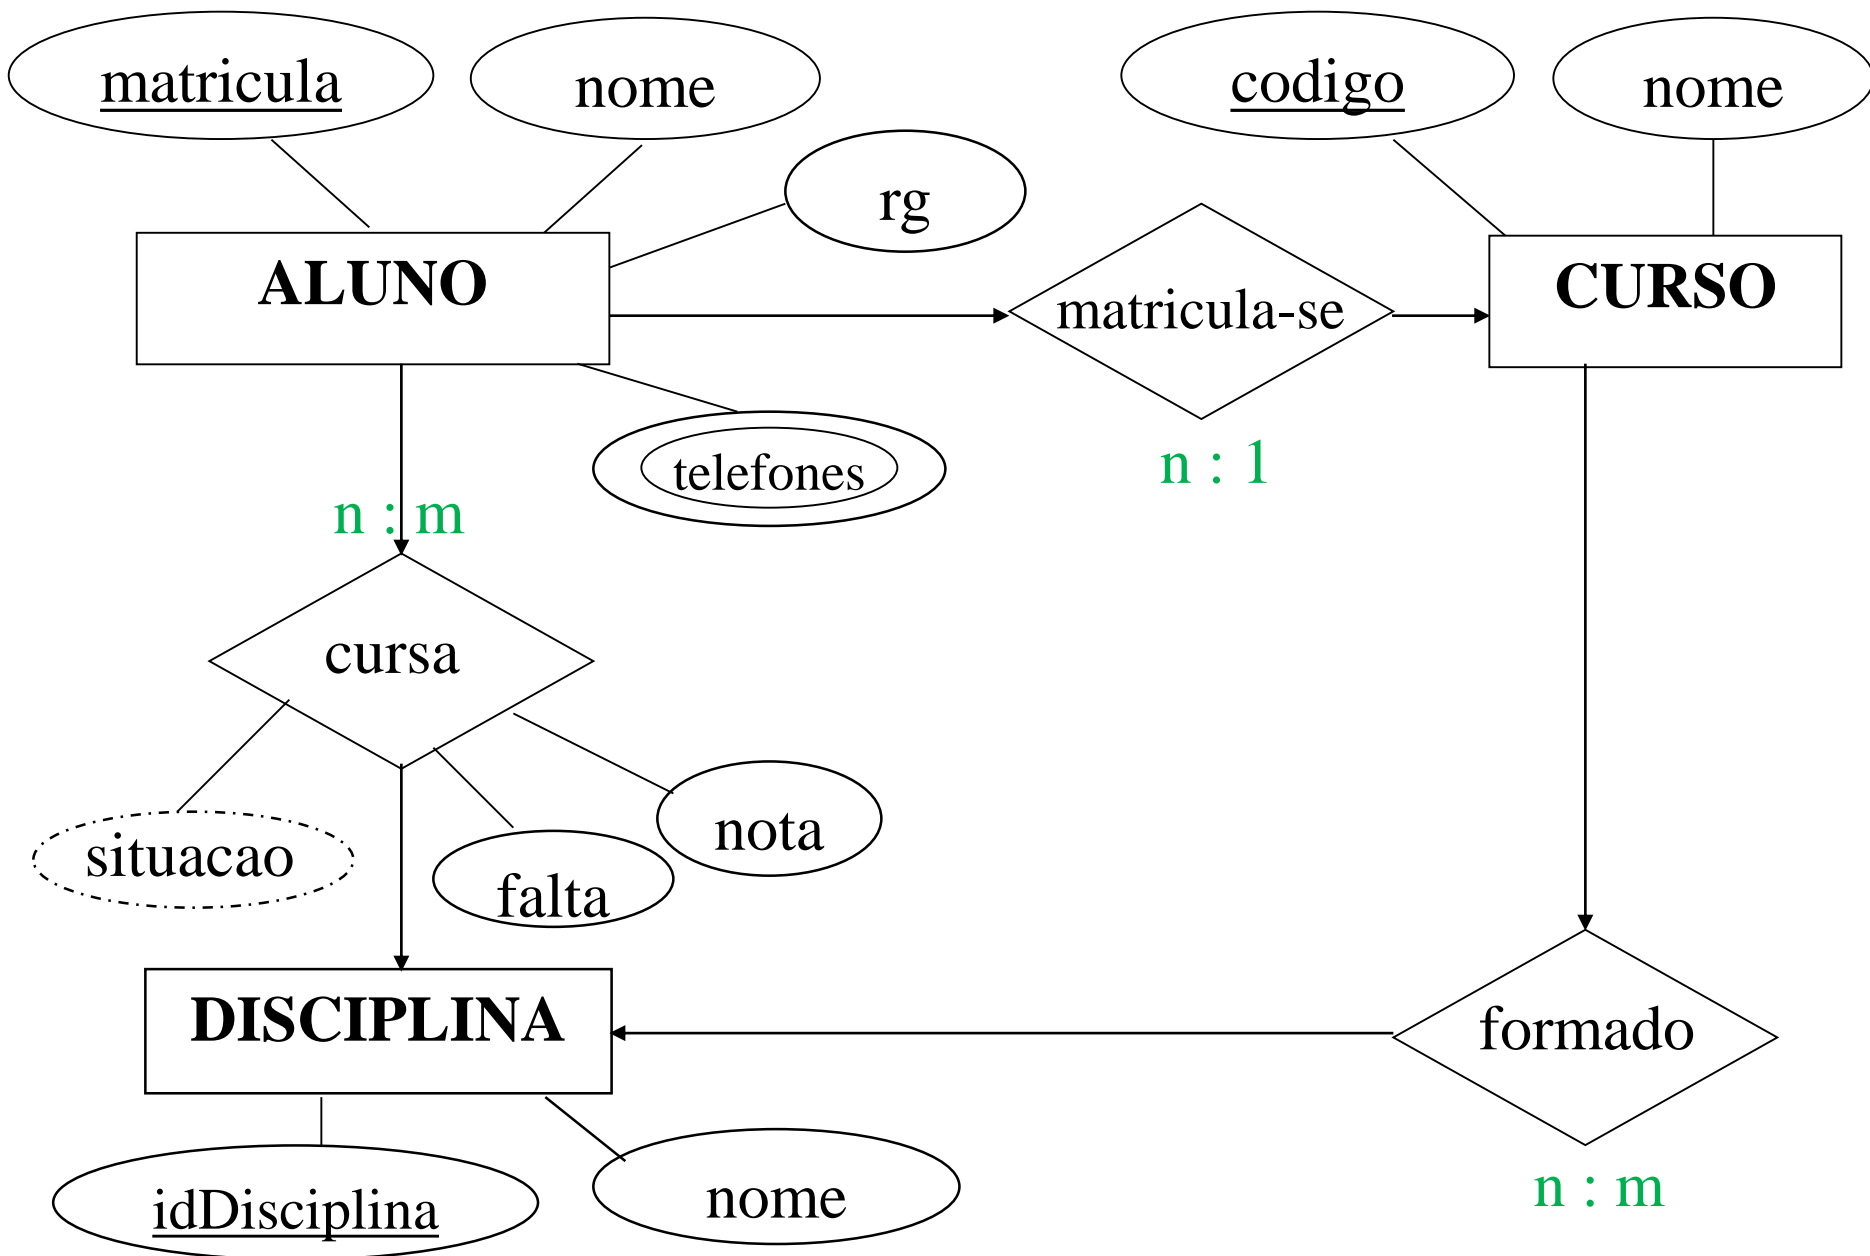 matricula
nome
codigo
nome
rg
ALUNO
matricula-se
CURSO
telefones
n : 1
n : m
cursa
situacao
falta
nota
DISCIPLINA
formado
idDisciplina
nome
n : m